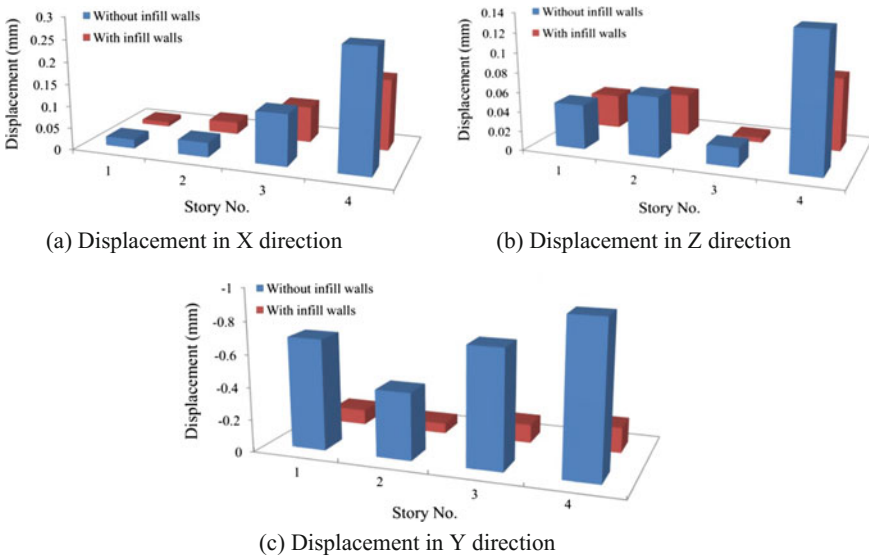 0.3
0.25
0.2
0.15
0.1
0.05
0
Displacement (mm)
Without infill walls
With infill walls
1
2
3
4
Story No.
(a) Displacement in X direction
0.14
0.12
0.1
0.08
0.06
0.04
0.02
0
Displacement (mm)
Without infill walls
With infill walls
1
2
3
4
Story No.
(b) Displacement in Z direction
-1
-0.8
-0.6
-0.4
-0.2
0
Displacement (mm)
Without infill walls
With infill walls
1
2
3
4
Story No.
(c) Displacement in Y direction